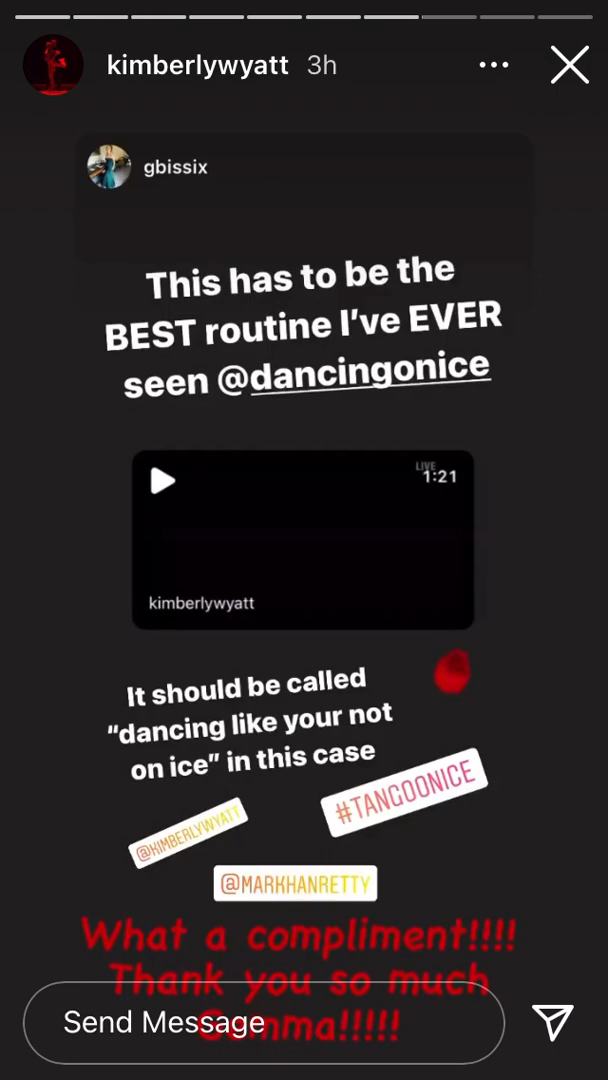 kimberlywyatt 3h
gbissix
This has to be the
BEST routine I've EVER
seen @dancingonice
LIVE
1:21
kimberlywyatt
It should be called
“dancing like your not
on ice” in this case
#TANGOONICE
@KIMBERLYWYATT
@MARKHANRETTY
What a compliment!!!!
Thank you so much
Gemma!!!!!
Send Message